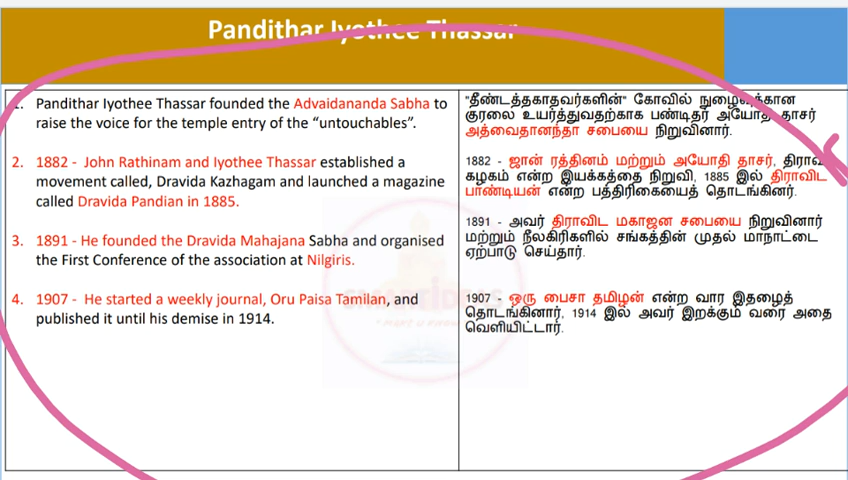 Pandithar Iyothee Thassar
1. Pandithar Iyothee Thassar founded the Advaidananda Sabha to
raise the voice for the temple entry of the “untouchables”.
2. 1882 - John Rathinam and Iyothee Thassar established a
movement called, Dravida Kazhagam and launched a magazine
called Dravida Pandian in 1885.
3. 1891 - He founded the Dravida Mahajana Sabha and organised
the First Conference of the association at Nilgiris.
4. 1907 - He started a weekly journal, Oru Paisa Tamilan, and
published it until his demise in 1914.
"தீண்டத்தகாதவர்களின்" கோவில் நுழைவுக்கான
குரலை உயர்த்துவதற்காக பண்டிதர் அயோதி தாசர்
அத்வைதானந்தா சபையை நிறுவினார்.
1882 - ஜான் ரத்தினம் மற்றும் அயோதி தாசர், திராவிட
கழகம் என்ற இயக்கத்தை நிறுவி, 1885 இல் திராவிட
பாண்டியன் என்ற பத்திரிகையைத் தொடங்கினர்.
1891 - அவர் திராவிட மகாஜன சபையை நிறுவினார்
மற்றும் நீலகிரிகளில் சங்கத்தின் முதல் மாநாட்டை
ஏற்பாடு செய்தார்.
1907 - ஒரு பைசா தமிழன் என்ற வார இதழைத்
தொடங்கினார், 1914 இல் அவர் இறக்கும் வரை அதை
வெளியிட்டார்.